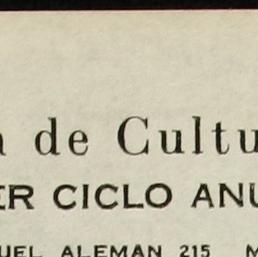 de Cultu
ER CICLO ANU
UEL ALEMAN 215 M